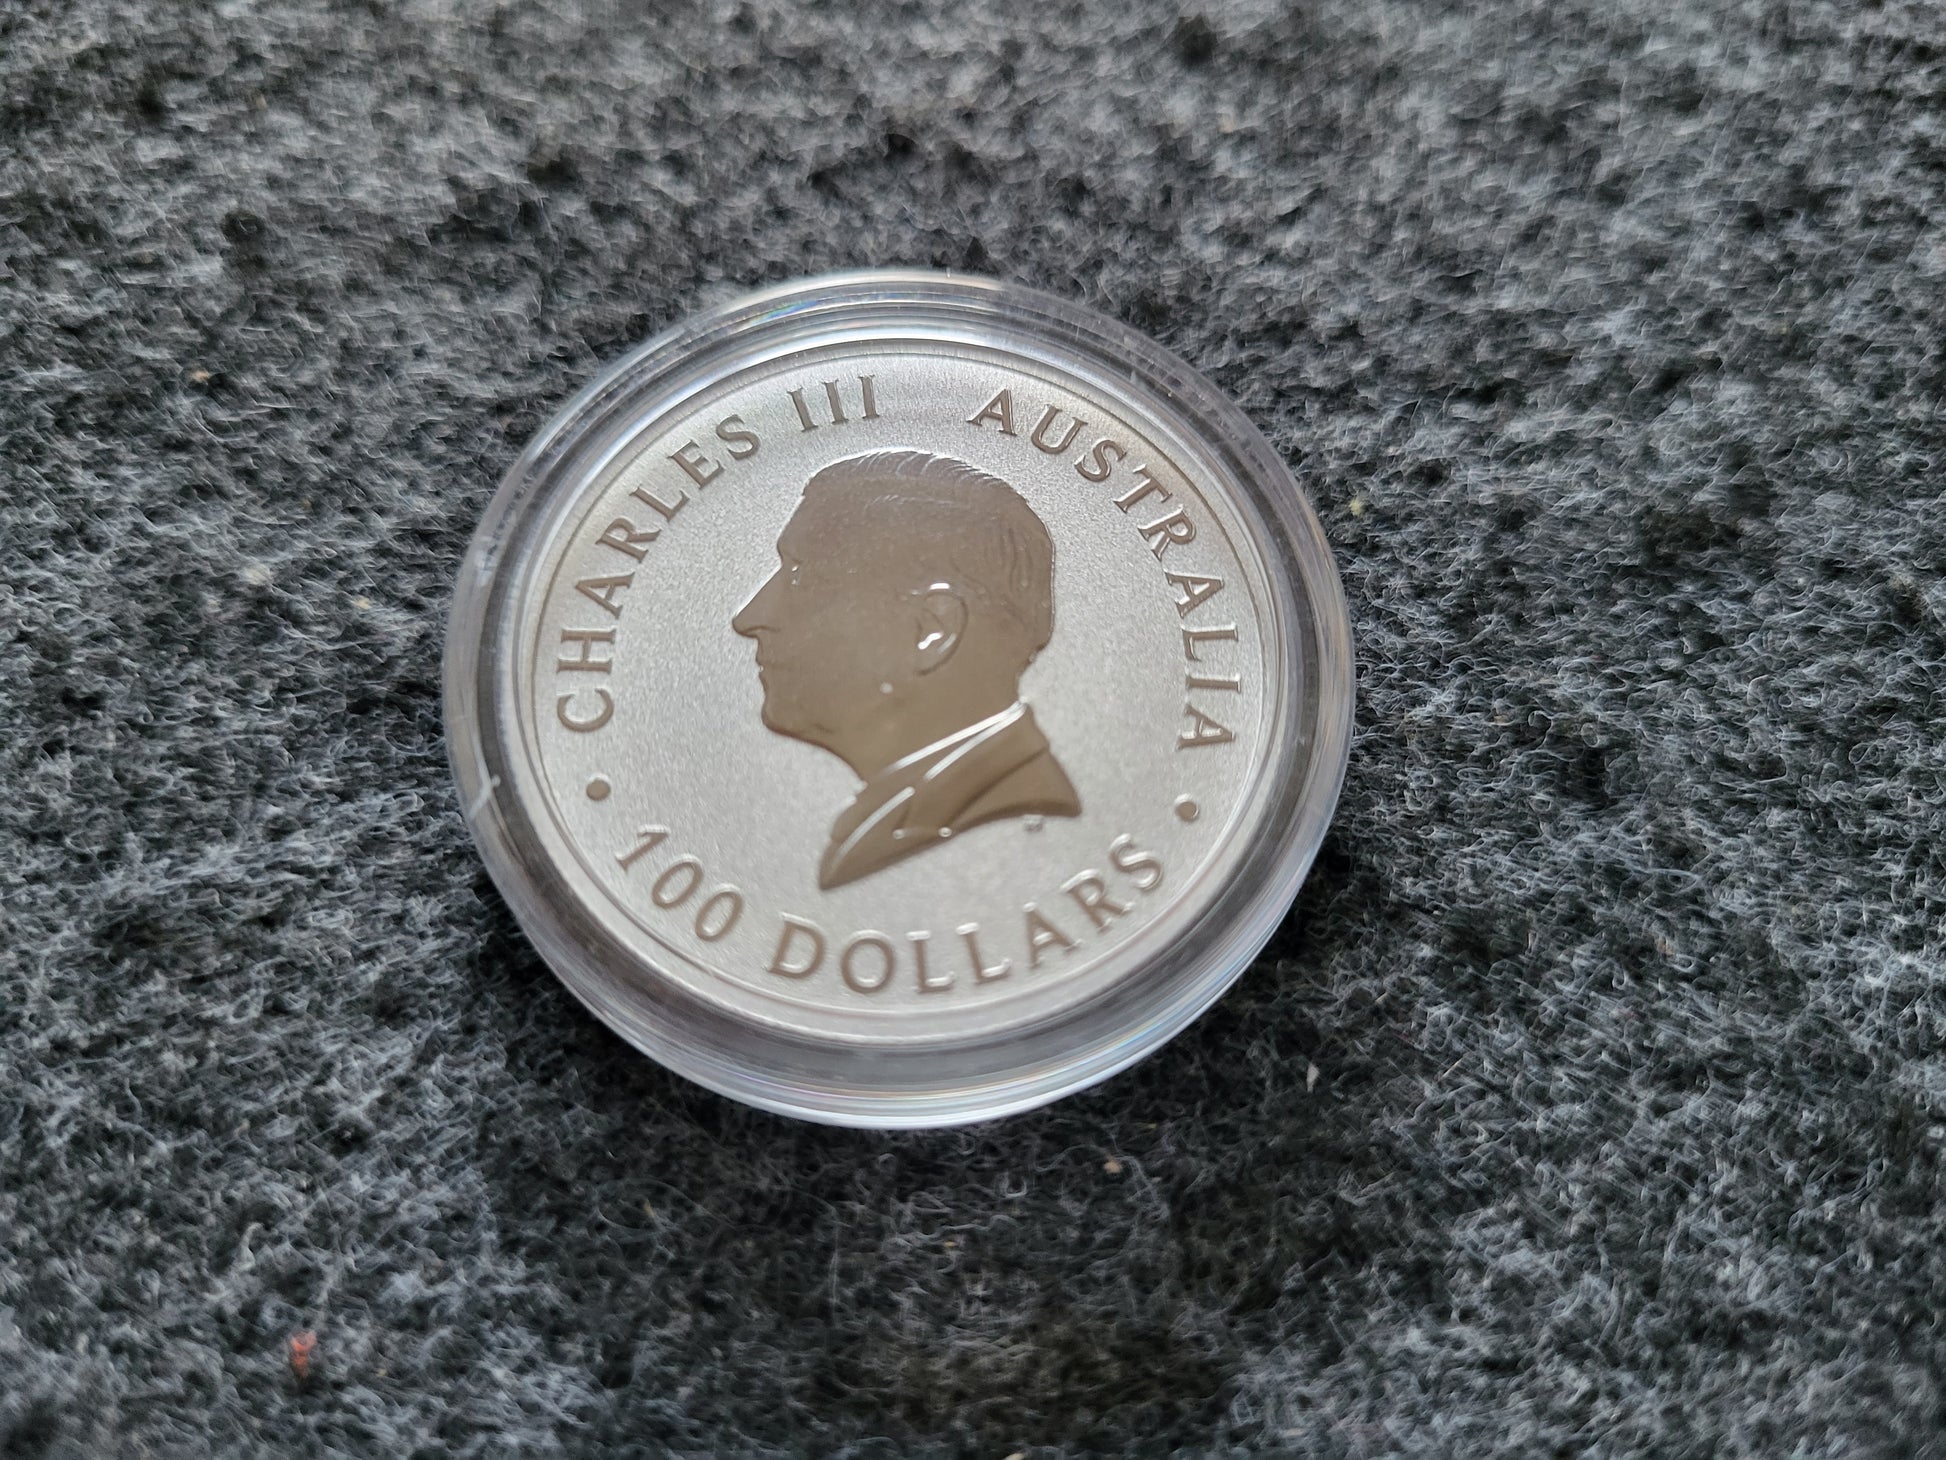 CHARLES III AUSTRALIA
• 100 DOLLARS •